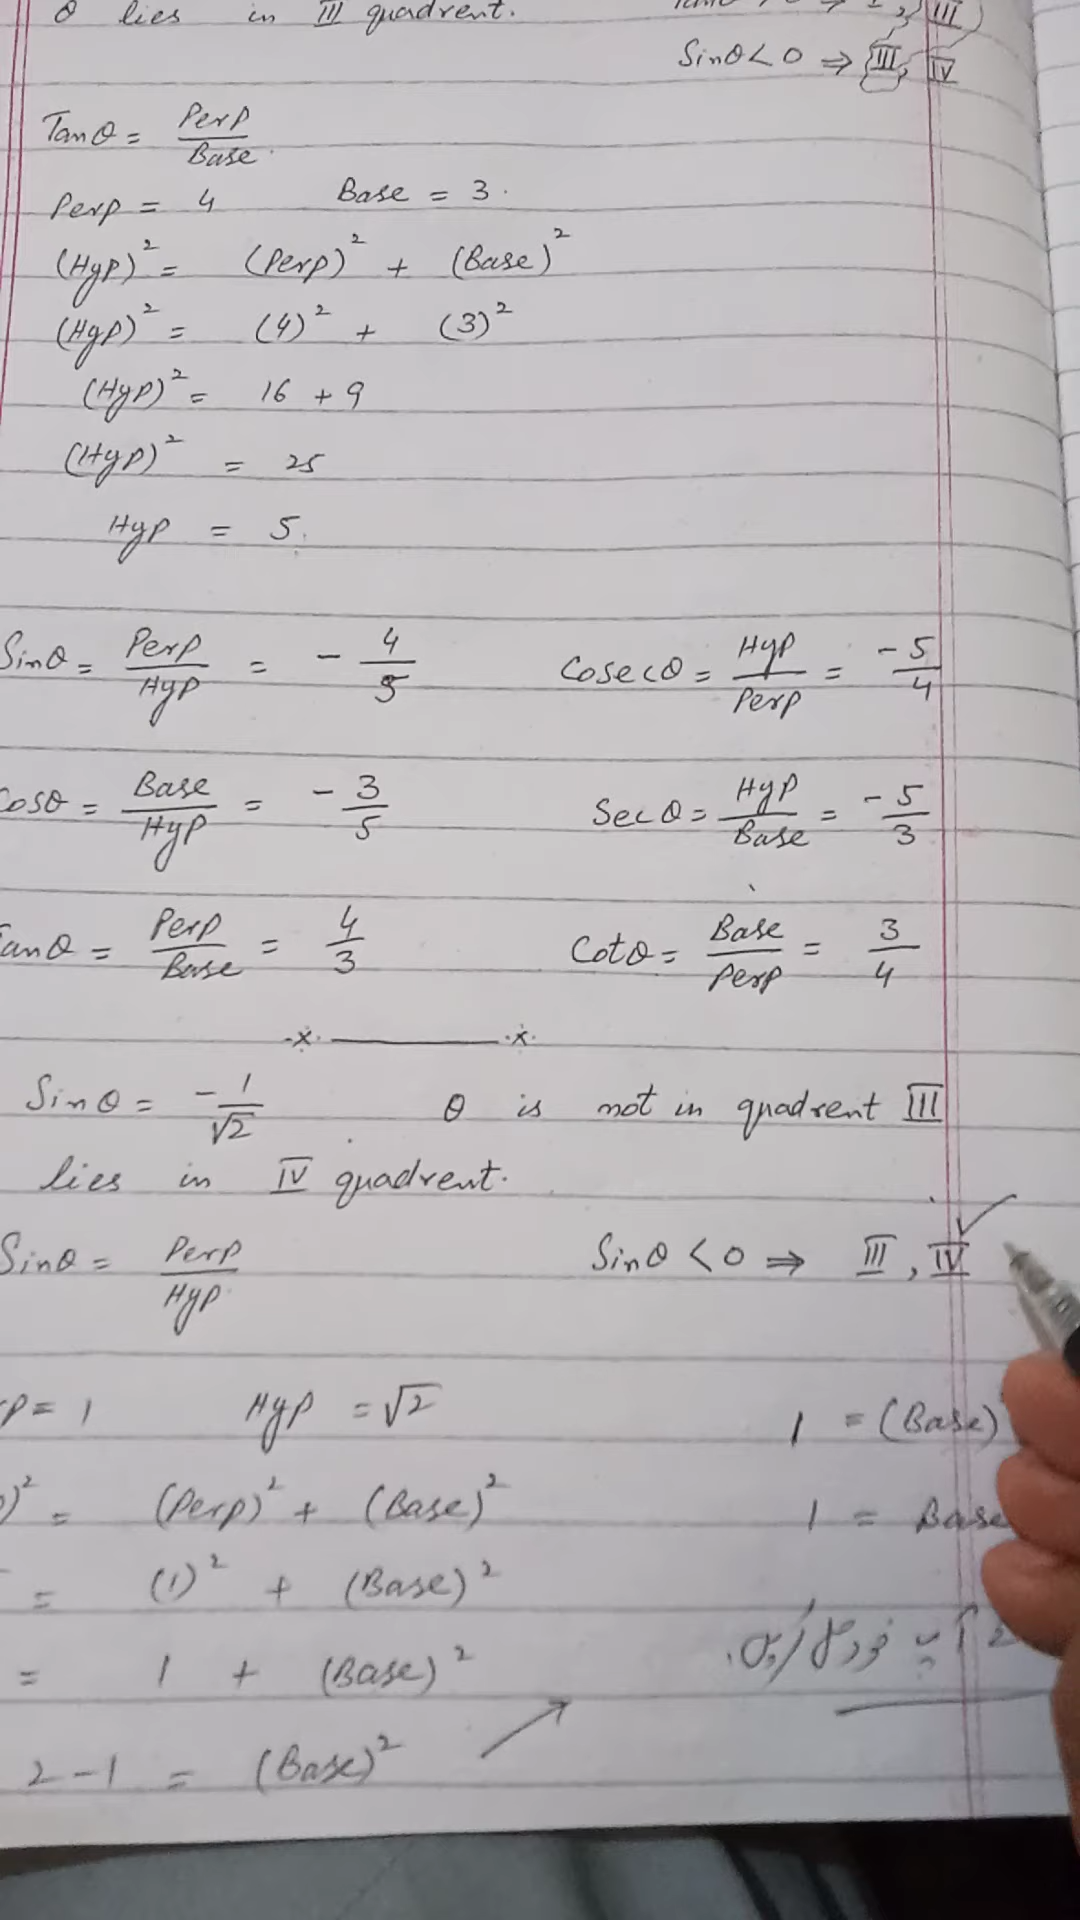 θ lies in III quadrent.
III
Sinθ < 0 ⇒ III, IV
Tanθ = Perp/Base
Perp = 4 Base = 3.
(Hyp)² = (Perp)² + (Base)²
(Hyp)² = (4)² + (3)²
(Hyp)² = 16 + 9
(Hyp)² = 25
Hyp = 5.
Sinθ = Perp/Hyp = - 4/5 Cosecθ = Hyp/Perp = - 5/4
Cosθ = Base/Hyp = - 3/5 Secθ = Hyp/Base = - 5/3
Tanθ = Perp/Base = 4/3 Cotθ = Base/Perp = 3/4
Sinθ = - 1/√2 θ is not in quadrent III
lies in IV quadrent.
Sinθ = Perp/Hyp Sinθ < 0 ⇒ III, IV
P = 1 Hyp = √2
)² = (Perp)² + (Base)²
= (1)² + (Base)²
= 1 + (Base)²
2 - 1 = (Base)²
1 = (Base)
1 = Base